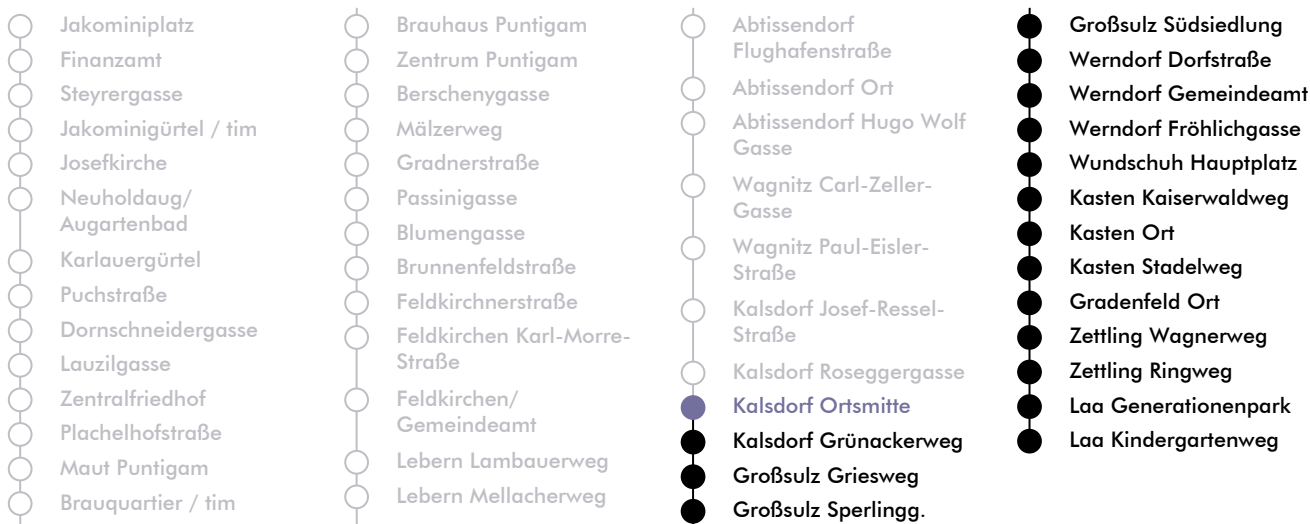 Jakominiplatz
Finanzamt
Steyrergasse
Jakominigürtel / tim
Josefkirche
Neuholdaug/
Augartenbad
Karlauergürtel
Puchstraße
Dornschneidergasse
Lauzilgasse
Zentralfriedhof
Plachelhofstraße
Maut Puntigam
Brauquartier / tim
Brauhaus Puntigam
Zentrum Puntigam
Berschenygasse
Mälzerweg
Gradnerstraße
Passinigasse
Blumengasse
Brunnenfeldstraße
Feldkirchnerstraße
Feldkirchen Karl-Morre-
Straße
Feldkirchen/
Gemeindeamt
Lebern Lambauerweg
Lebern Mellacherweg
Abtissendorf
Flughafenstraße
Abtissendorf Ort
Abtissendorf Hugo Wolf
Gasse
Wagnitz Carl-Zeller-
Gasse
Wagnitz Paul-Eisler-
Straße
Kalsdorf Josef-Ressel-
Straße
Kalsdorf Roseggergasse
Kalsdorf Ortsmitte
Kalsdorf Grünackerweg
Großsulz Griesweg
Großsulz Sperlingg.
Großsulz Südsiedlung
Werndorf Dorfstraße
Werndorf Gemeindeamt
Werndorf Fröhlichgasse
Wundschuh Hauptplatz
Kasten Kaiserwaldweg
Kasten Ort
Kasten Stadelweg
Gradenfeld Ort
Zettling Wagnerweg
Zettling Ringweg
Laa Generationenpark
Laa Kindergartenweg